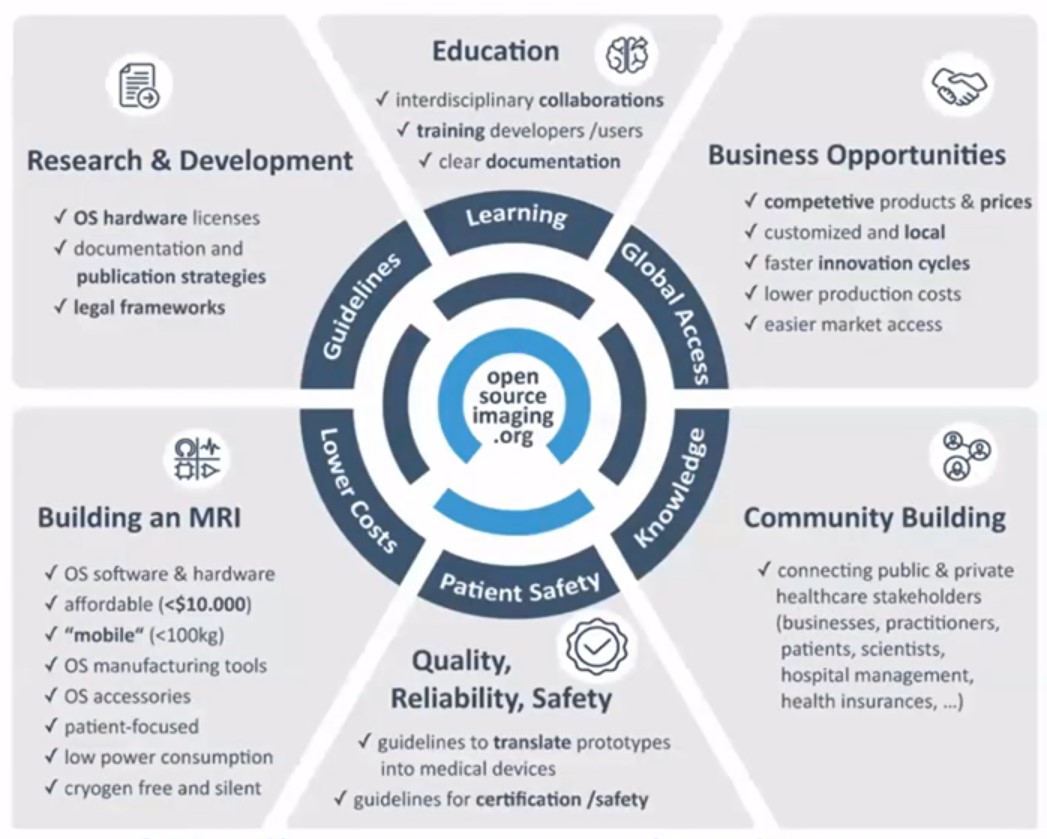 Education
✓ interdisciplinary collaborations
✓ training developers /users
✓ clear documentation
Research & Development
✓ OS hardware licenses
✓ documentation and
publication strategies
✓ legal frameworks
Business Opportunities
✓ competetive products & prices
✓ customized and local
✓ faster innovation cycles
✓ lower production costs
✓ easier market access
Learning
Guidelines
Global Access
open
source
imaging
.org
Lower Costs
Knowledge
Patient Safety
Building an MRI
✓ OS software & hardware
✓ affordable (<$10.000)
✓ "mobile" (<100kg)
✓ OS manufacturing tools
✓ OS accessories
✓ patient-focused
✓ low power consumption
✓ cryogen free and silent
Quality,
Reliability, Safety
✓ guidelines to translate prototypes
into medical devices
✓ guidelines for certification /safety
Community Building
✓ connecting public & private
healthcare stakeholders
(businesses, practitioners,
patients, scientists,
hospital management,
health insurances, ...)